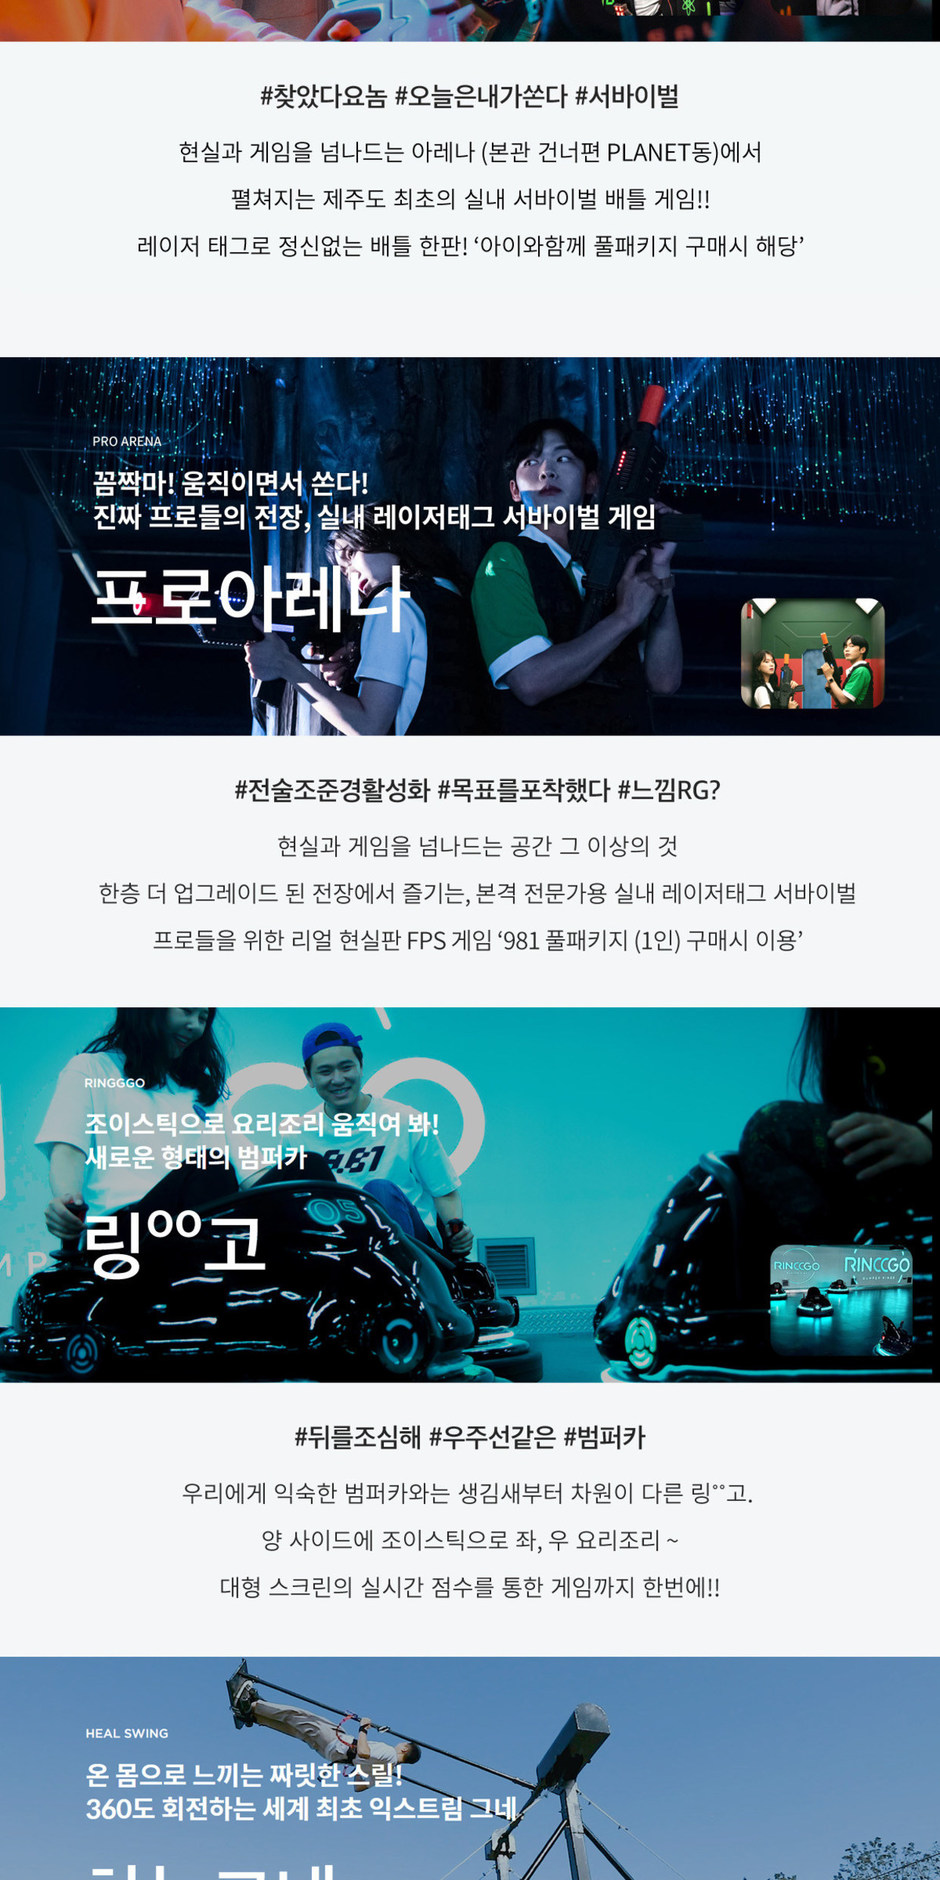 #찾았다요놈 #오늘은내가쏜다 #서바이벌
현실과 게임을 넘나드는 아레나 (본관 건너편 PLANET동)에서
펼쳐지는 제주도 최초의 실내 서바이벌 배틀 게임!!
레이저 태그로 정신없는 배틀 한판! ‘아이와함께 풀패키지 구매시 해당’
PRO ARENA
꼼짝마! 움직이면서 쏜다!
진짜 프로들의 전장, 실내 레이저태그 서바이벌 게임
프로아레나
#전술조준경활성화 #목표를포착했다 #느낌RG?
현실과 게임을 넘나드는 공간 그 이상의 것
한층 더 업그레이드 된 전장에서 즐기는, 본격 전문가용 실내 레이저태그 서바이벌
프로들을 위한 리얼 현실판 FPS 게임 ‘981 풀패키지 (1인) 구매시 이용’
RINGGGO
조이스틱으로 요리조리 움직여 봐!
새로운 형태의 범퍼카
9.81
링°°고
05
RINGGGO
RINGGGO
#뒤를조심해 #우주선같은 #범퍼카
우리에게 익숙한 범퍼카와는 생김새부터 차원이 다른 링°°고.
양 사이드에 조이스틱으로 좌, 우 요리조리 ~
대형 스크린의 실시간 점수를 통한 게임까지 한번에!!
HEAL SWING
온 몸으로 느끼는 짜릿한 스릴!
360도 회전하는 세계 최초 익스트림 그네